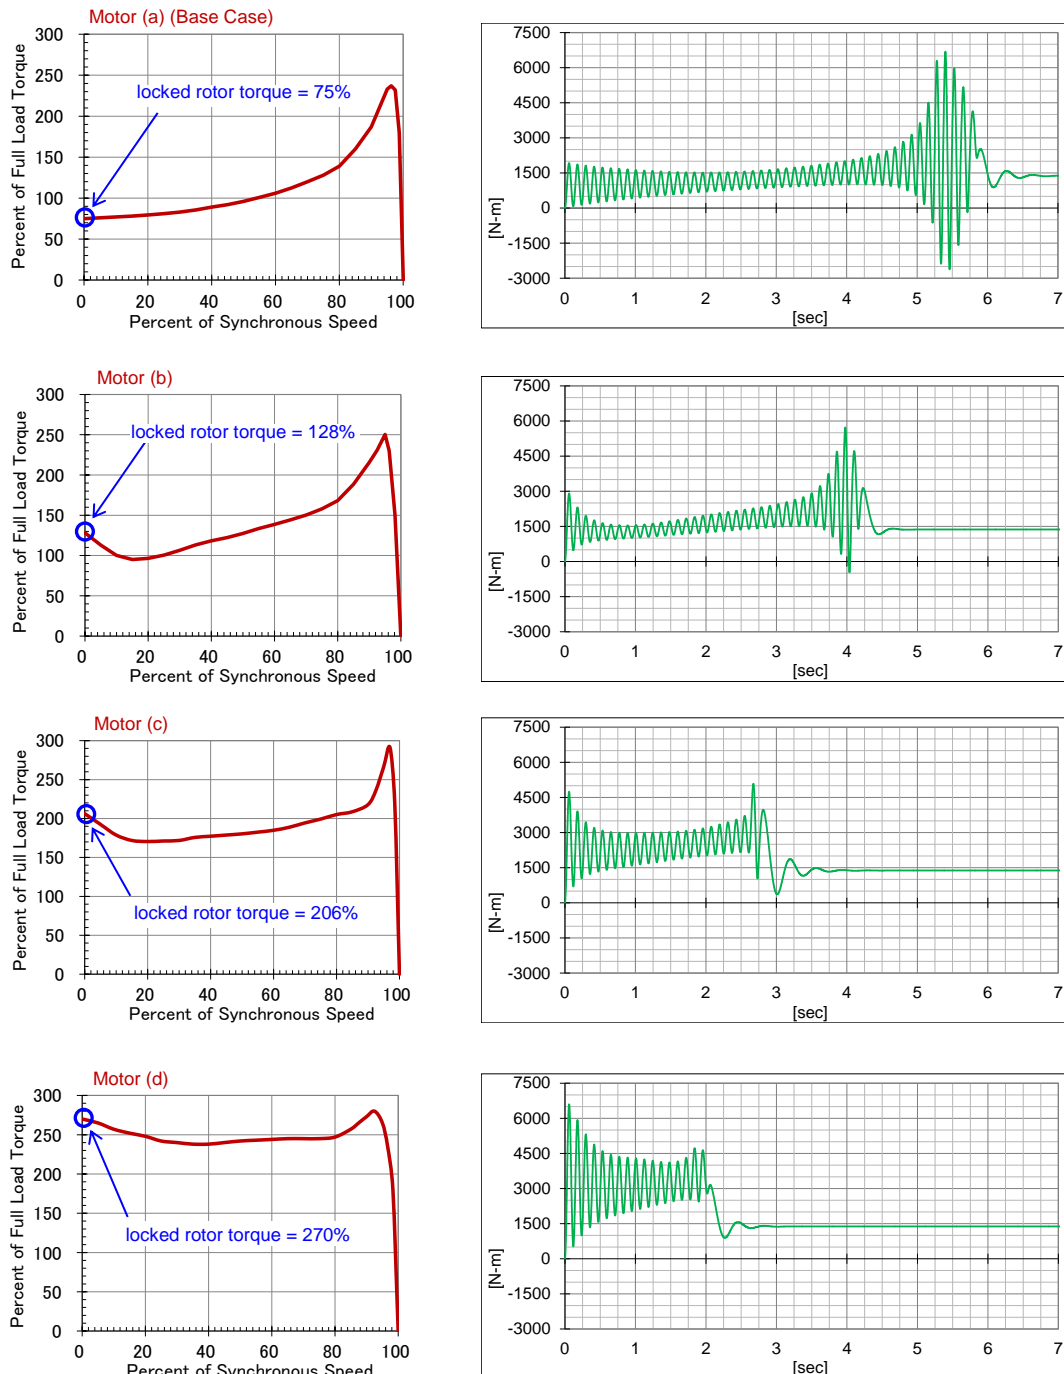 Motor (a) (Base Case)
Percent of Full Load Torque
300
250
200
150
100
50
0
locked rotor torque = 75%
0 20 40 60 80 100
Percent of Synchronous Speed
[N-m]
7500
6000
4500
3000
1500
0
-1500
-3000
0 1 2 3 4 5 6 7
[sec]
Motor (b)
Percent of Full Load Torque
300
250
200
150
100
50
0
locked rotor torque = 128%
0 20 40 60 80 100
Percent of Synchronous Speed
[N-m]
7500
6000
4500
3000
1500
0
-1500
-3000
0 1 2 3 4 5 6 7
[sec]
Motor (c)
Percent of Full Load Torque
300
250
200
150
100
50
0
locked rotor torque = 206%
0 20 40 60 80 100
Percent of Synchronous Speed
[N-m]
7500
6000
4500
3000
1500
0
-1500
-3000
0 1 2 3 4 5 6 7
[sec]
Motor (d)
Percent of Full Load Torque
300
250
200
150
100
50
0
locked rotor torque = 270%
0 20 40 60 80 100
Percent of Synchronous Speed
[N-m]
7500
6000
4500
3000
1500
0
-1500
-3000
0 1 2 3 4 5 6 7
[sec]